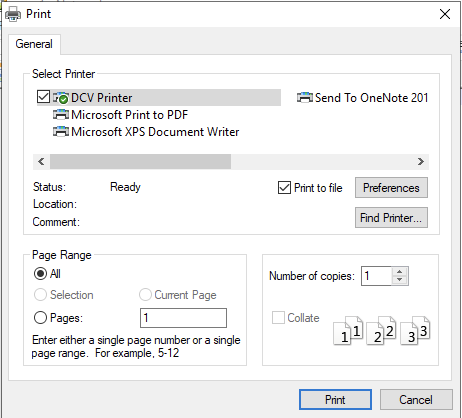 Print
General
Select Printer
DCV Printer
Send To OneNote 201
Microsoft Print to PDF
Microsoft XPS Document Writer
Status: Ready
Print to file
Preferences
Location:
Comment:
Find Printer...
Page Range
All
Selection
Current Page
Pages: 1
Enter either a single page number or a single
page range. For example, 5-12
Number of copies: 1
Collate
1 1 2 2 3 3
Print
Cancel